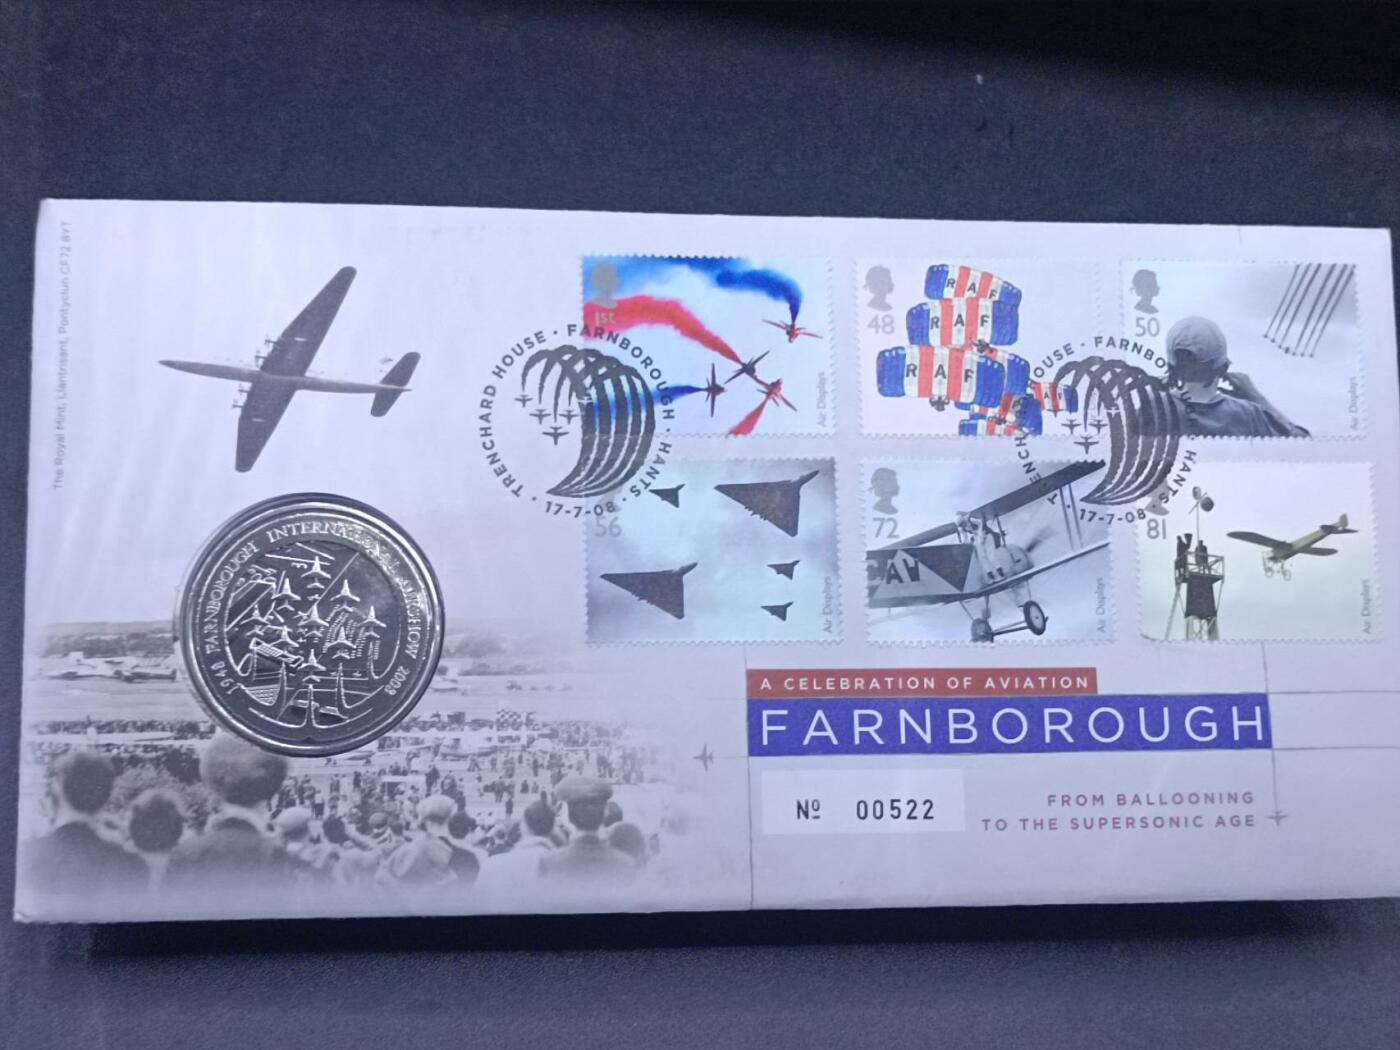 The Royal Mint, Llantrisant, Pontyclun CF72 8YT
1948 FARNBOROUGH INTERNATIONAL AIRSHOW 2008
1st
Air Displays
48
RAF
RAF
RAF
50
Air Displays
TRENCHARD HOUSE · FARNBOROUGH · HANTS ·
17-7-08
TRENCHARD HOUSE · FARNBOROUGH · HANTS ·
17-7-08
56
Air Displays
72
Air Displays
81
Air Displays
A CELEBRATION OF AVIATION
FARNBOROUGH
Nº 00522
FROM BALLOONING
TO THE SUPERSONIC AGE